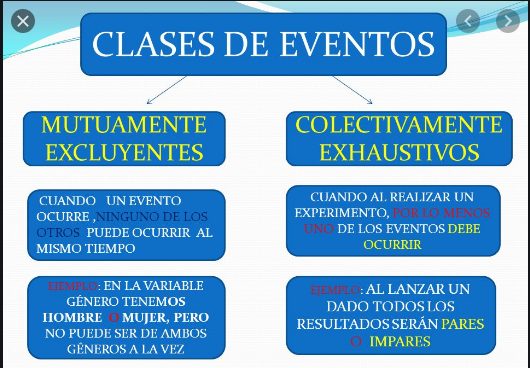 CLASES DE EVENTOS
MUTUAMENTE
EXCLUYENTES
CUANDO UN EVENTO
OCURRE ,NINGUNO DE LOS
OTROS PUEDE OCURRIR AL
MISMO TIEMPO
EJEMPLO: EN LA VARIABLE
GÉNERO TENEMOS
HOMBRE O MUJER, PERO
NO PUEDE SER DE AMBOS
GÉNEROS A LA VEZ
COLECTIVAMENTE
EXHAUSTIVOS
CUANDO AL REALIZAR UN
EXPERIMENTO, POR LO MENOS
UNO DE LOS EVENTOS DEBE
OCURRIR
EJEMPLO: AL LANZAR UN
DADO TODOS LOS
RESULTADOS SERÁN PARES
O IMPARES